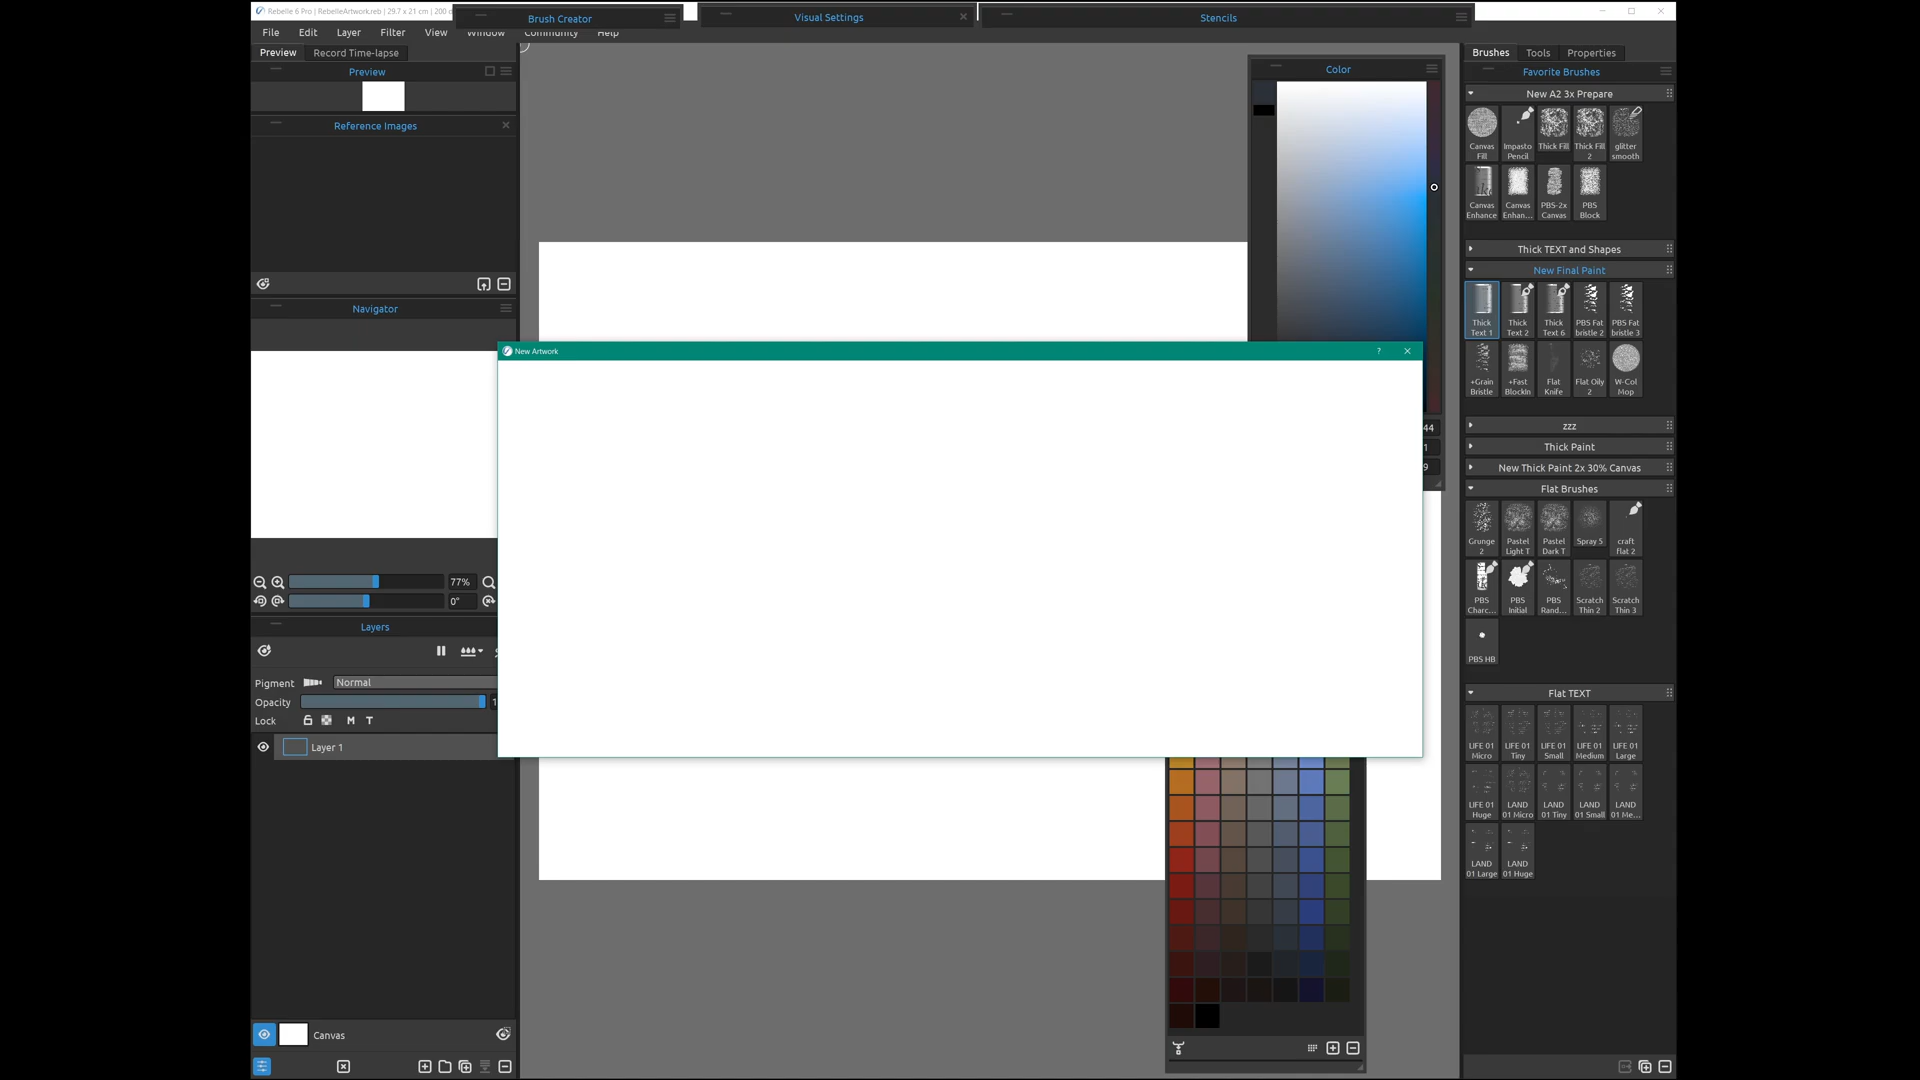 Rebelle 6 Pro | RebelleArtwork.reb | 29.7 x 21 cm | 200
Brush Creator
Visual Settings
Stencils
File Edit Layer Filter View Window Community Help
Preview Record Time-lapse
Preview
Reference Images
Navigator
77%
0°
Layers
Pigment Normal
Opacity 1
Lock M T
Layer 1
Canvas
Color
44
1
9
New Artwork ?
Brushes Tools Properties
Favorite Brushes
New A2 3x Prepare
Canvas Fill
Impasto Pencil
Thick Fill
Thick Fill 2
glitter smooth
Canvas Enhance
Canvas Enhan...
PBS-2x Canvas
PBS Block
Thick TEXT and Shapes
New Final Paint
Thick Text 1
Thick Text 2
Thick Text 6
PBS Fat bristle 2
PBS Fat bristle 3
+Grain Bristle
+Fast BlockIn
Flat Knife
Flat Oily 2
W-Col Mop
zzz
Thick Paint
New Thick Paint 2x 30% Canvas
Flat Brushes
Grunge 2
Pastel Light T
Pastel Dark T
Spray 5
craft Flat 2
PBS Charc...
PBS Initial
PBS Rand...
Scratch Thin 2
Scratch Thin 3
PBS HB
Flat TEXT
LIFE 01 Micro
LIFE 01 Tiny
LIFE 01 Small
LIFE 01 Medium
LIFE 01 Large
LIFE 01 Huge
LAND 01 Micro
LAND 01 Tiny
LAND 01 Small
LAND 01 Me...
LAND 01 Large
LAND 01 Huge